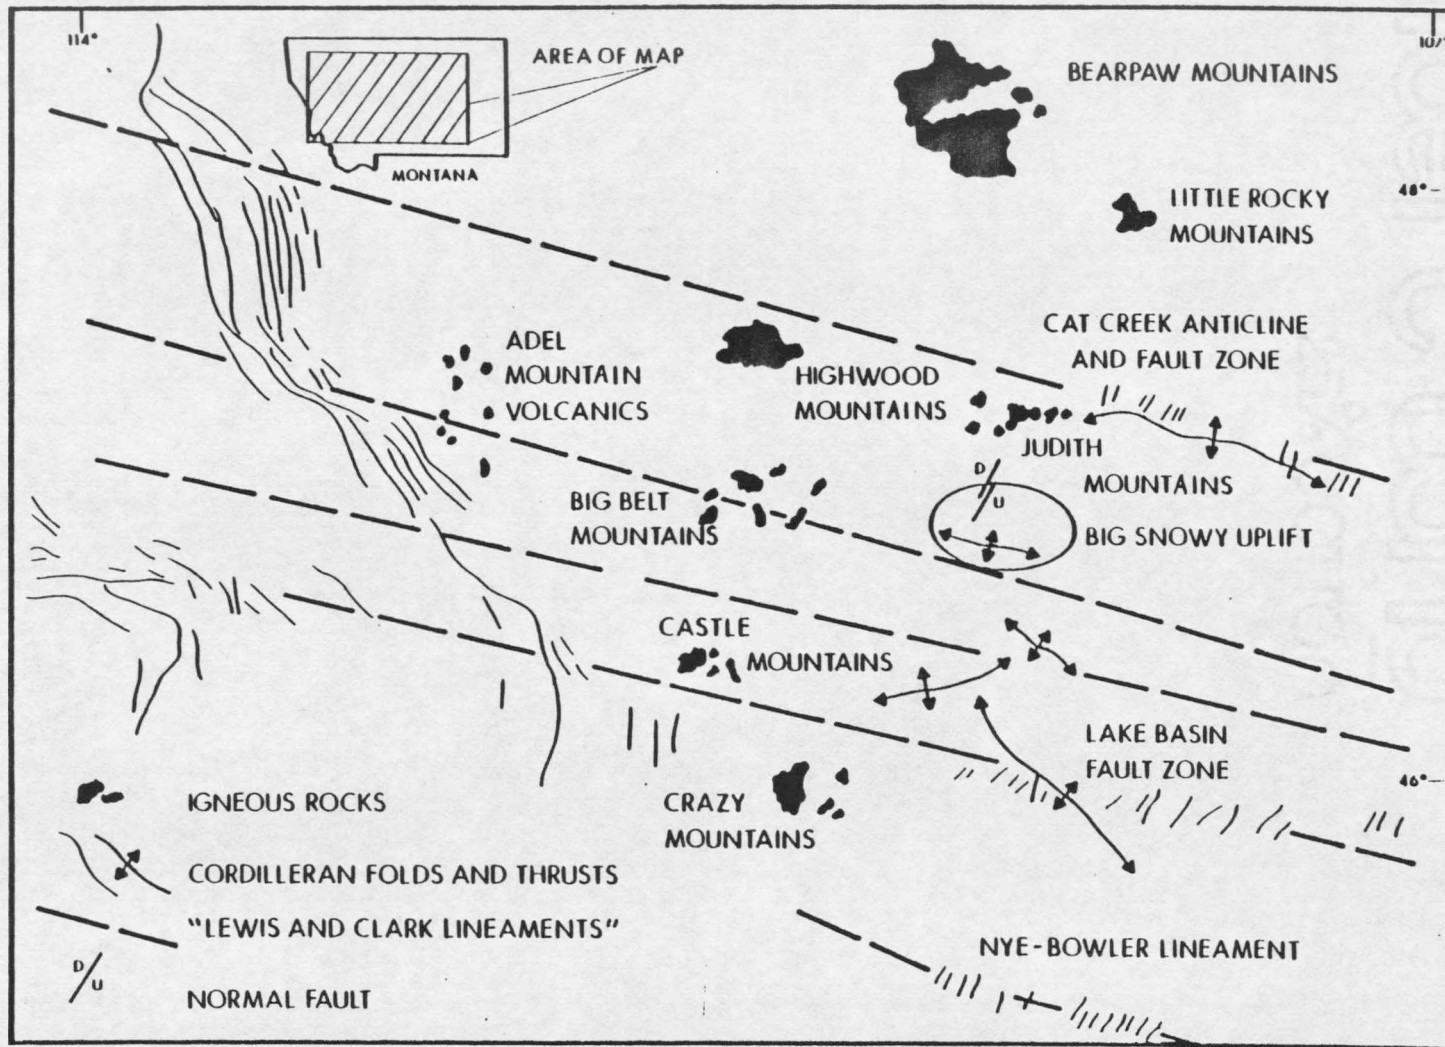 114°
107°
AREA OF MAP
MONTANA
BEARPAW MOUNTAINS
48°
LITTLE ROCKY
MOUNTAINS
CAT CREEK ANTICLINE
AND FAULT ZONE
ADEL
MOUNTAIN
VOLCANICS
HIGHWOOD
MOUNTAINS
JUDITH
MOUNTAINS
D
U
BIG BELT
MOUNTAINS
BIG SNOWY UPLIFT
CASTLE
MOUNTAINS
LAKE BASIN
FAULT ZONE
46°
CRAZY
MOUNTAINS
IGNEOUS ROCKS
CORDILLERAN FOLDS AND THRUSTS
"LEWIS AND CLARK LINEAMENTS"
D
U
NORMAL FAULT
NYE-BOWLER LINEAMENT